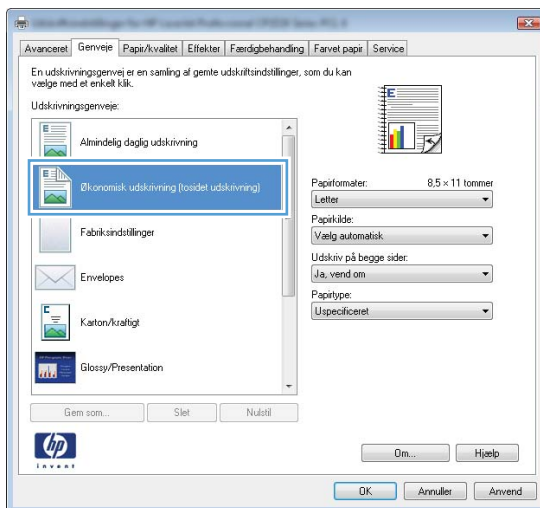 Avanceret Genveje Papir/kvalitet Effekter Færdigbehandling Farvet papir Service
En udskrivningsgenvej er en samling af gemte udskriftsindstillinger, som du kan
vælge med et enkelt klik.
Udskrivningsgenveje:
Almindelig daglig udskrivning
Økonomisk udskrivning (tosidet udskrivning)
Fabriksindstillinger
Envelopes
Karton/kraftigt
Glossy/Presentation
Papirformater: 8,5 × 11 tommer
Letter
Papirkilde:
Vælg automatisk
Udskriv på begge sider:
Ja, vend om
Papirtype:
Uspecificeret
Gem som... Slet Nulstil
hp
invent
Om... Hjælp
OK Annuller Anvend